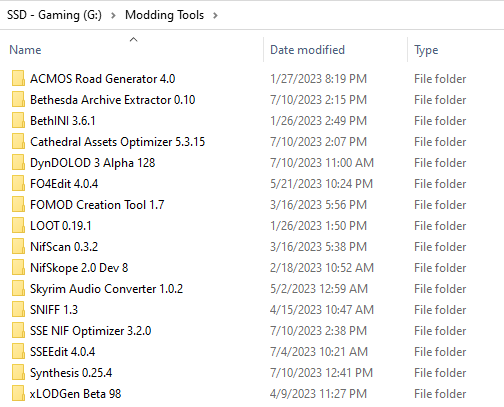 SSD - Gaming (G:) > Modding Tools >
Name Date modified Type
ACMOS Road Generator 4.0 1/27/2023 8:19 PM File folder
Bethesda Archive Extractor 0.10 7/10/2023 2:15 PM File folder
BethINI 3.6.1 1/26/2023 2:49 PM File folder
Cathedral Assets Optimizer 5.3.15 7/10/2023 2:07 PM File folder
DynDOLOD 3 Alpha 128 7/10/2023 11:00 AM File folder
FO4Edit 4.0.4 5/21/2023 10:24 PM File folder
FOMOD Creation Tool 1.7 3/16/2023 5:56 PM File folder
LOOT 0.19.1 1/26/2023 1:50 PM File folder
NifScan 0.3.2 3/16/2023 5:38 PM File folder
NifSkope 2.0 Dev 8 2/18/2023 10:52 AM File folder
Skyrim Audio Converter 1.0.2 5/2/2023 12:59 AM File folder
SNIFF 1.3 4/15/2023 10:47 AM File folder
SSE NIF Optimizer 3.2.0 7/10/2023 2:38 PM File folder
SSEEdit 4.0.4 7/4/2023 10:21 AM File folder
Synthesis 0.25.4 7/10/2023 12:41 PM File folder
xLODGen Beta 98 4/9/2023 11:27 PM File folder